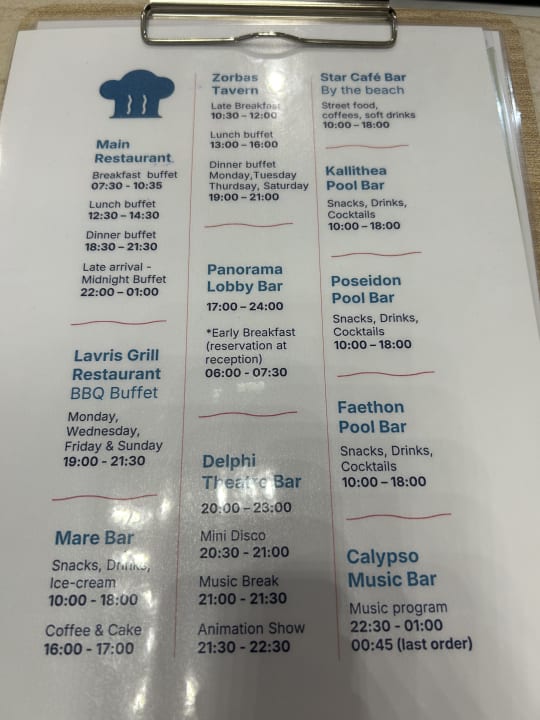 Main
Restaurant
Breakfast buffet
07:30 - 10:35
Lunch buffet
12:30 – 14:30
Dinner buffet
18:30 – 21:30
Late arrival -
Midnight Buffet
22:00 – 01:00
Lavris Grill
Restaurant
BBQ Buffet
Monday,
Wednesday,
Friday & Sunday
19:00 - 21:30
Mare Bar
Snacks, Drinks,
Ice-cream
10:00 - 18:00
Coffee & Cake
16:00 - 17:00
Zorbas
Tavern
Late Breakfast
10:30 – 12:00
Lunch buffet
13:00 – 16:00
Dinner buffet
Monday,Tuesday
Thurdsay, Saturday
19:00 – 21:00
Panorama
Lobby Bar
17:00 – 24:00
*Early Breakfast
(reservation at
reception)
06:00 - 07:30
Delphi
Theatre Bar
20:00 – 23:00
Mini Disco
20:30 - 21:00
Music Break
21:00 - 21:30
Animation Show
21:30 - 22:30
Star Café Bar
By the beach
Street food,
coffees, soft drinks
10:00 – 18:00
Kallithea
Pool Bar
Snacks, Drinks,
Cocktails
10:00 – 18:00
Poseidon
Pool Bar
Snacks, Drinks,
Cocktails
10:00 – 18:00
Faethon
Pool Bar
Snacks, Drinks,
Cocktails
10:00 – 18:00
Calypso
Music Bar
Music program
22:30 - 01:00
00:45 (last order)